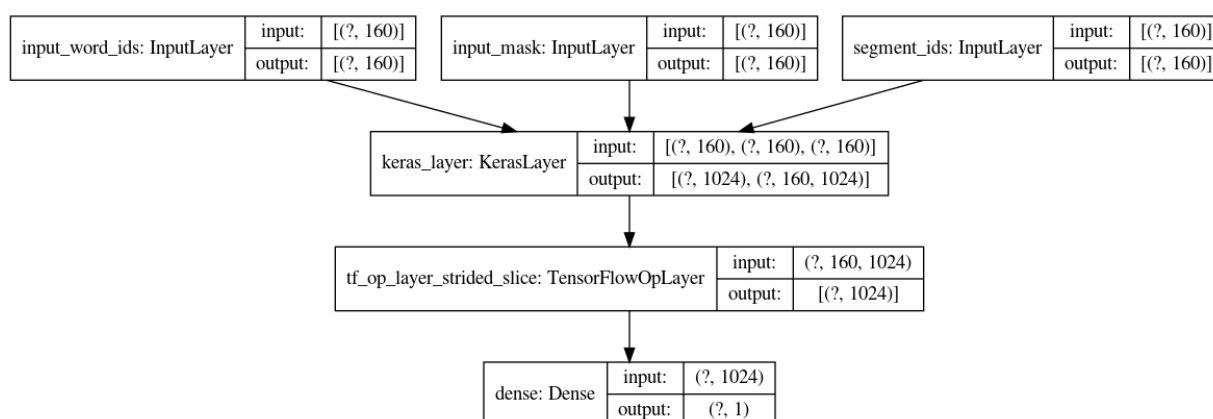 input_word_ids: InputLayer
input: [(?, 160)]
output: [(?, 160)]
input_mask: InputLayer
input: [(?, 160)]
output: [(?, 160)]
segment_ids: InputLayer
input: [(?, 160)]
output: [(?, 160)]
keras_layer: KerasLayer
input: [(?, 160), (?, 160), (?, 160)]
output: [(?, 1024), (?, 160, 1024)]
tf_op_layer_strided_slice: TensorFlowOpLayer
input: (?, 160, 1024)
output: [(?, 1024)]
dense: Dense
input: (?, 1024)
output: (?, 1)